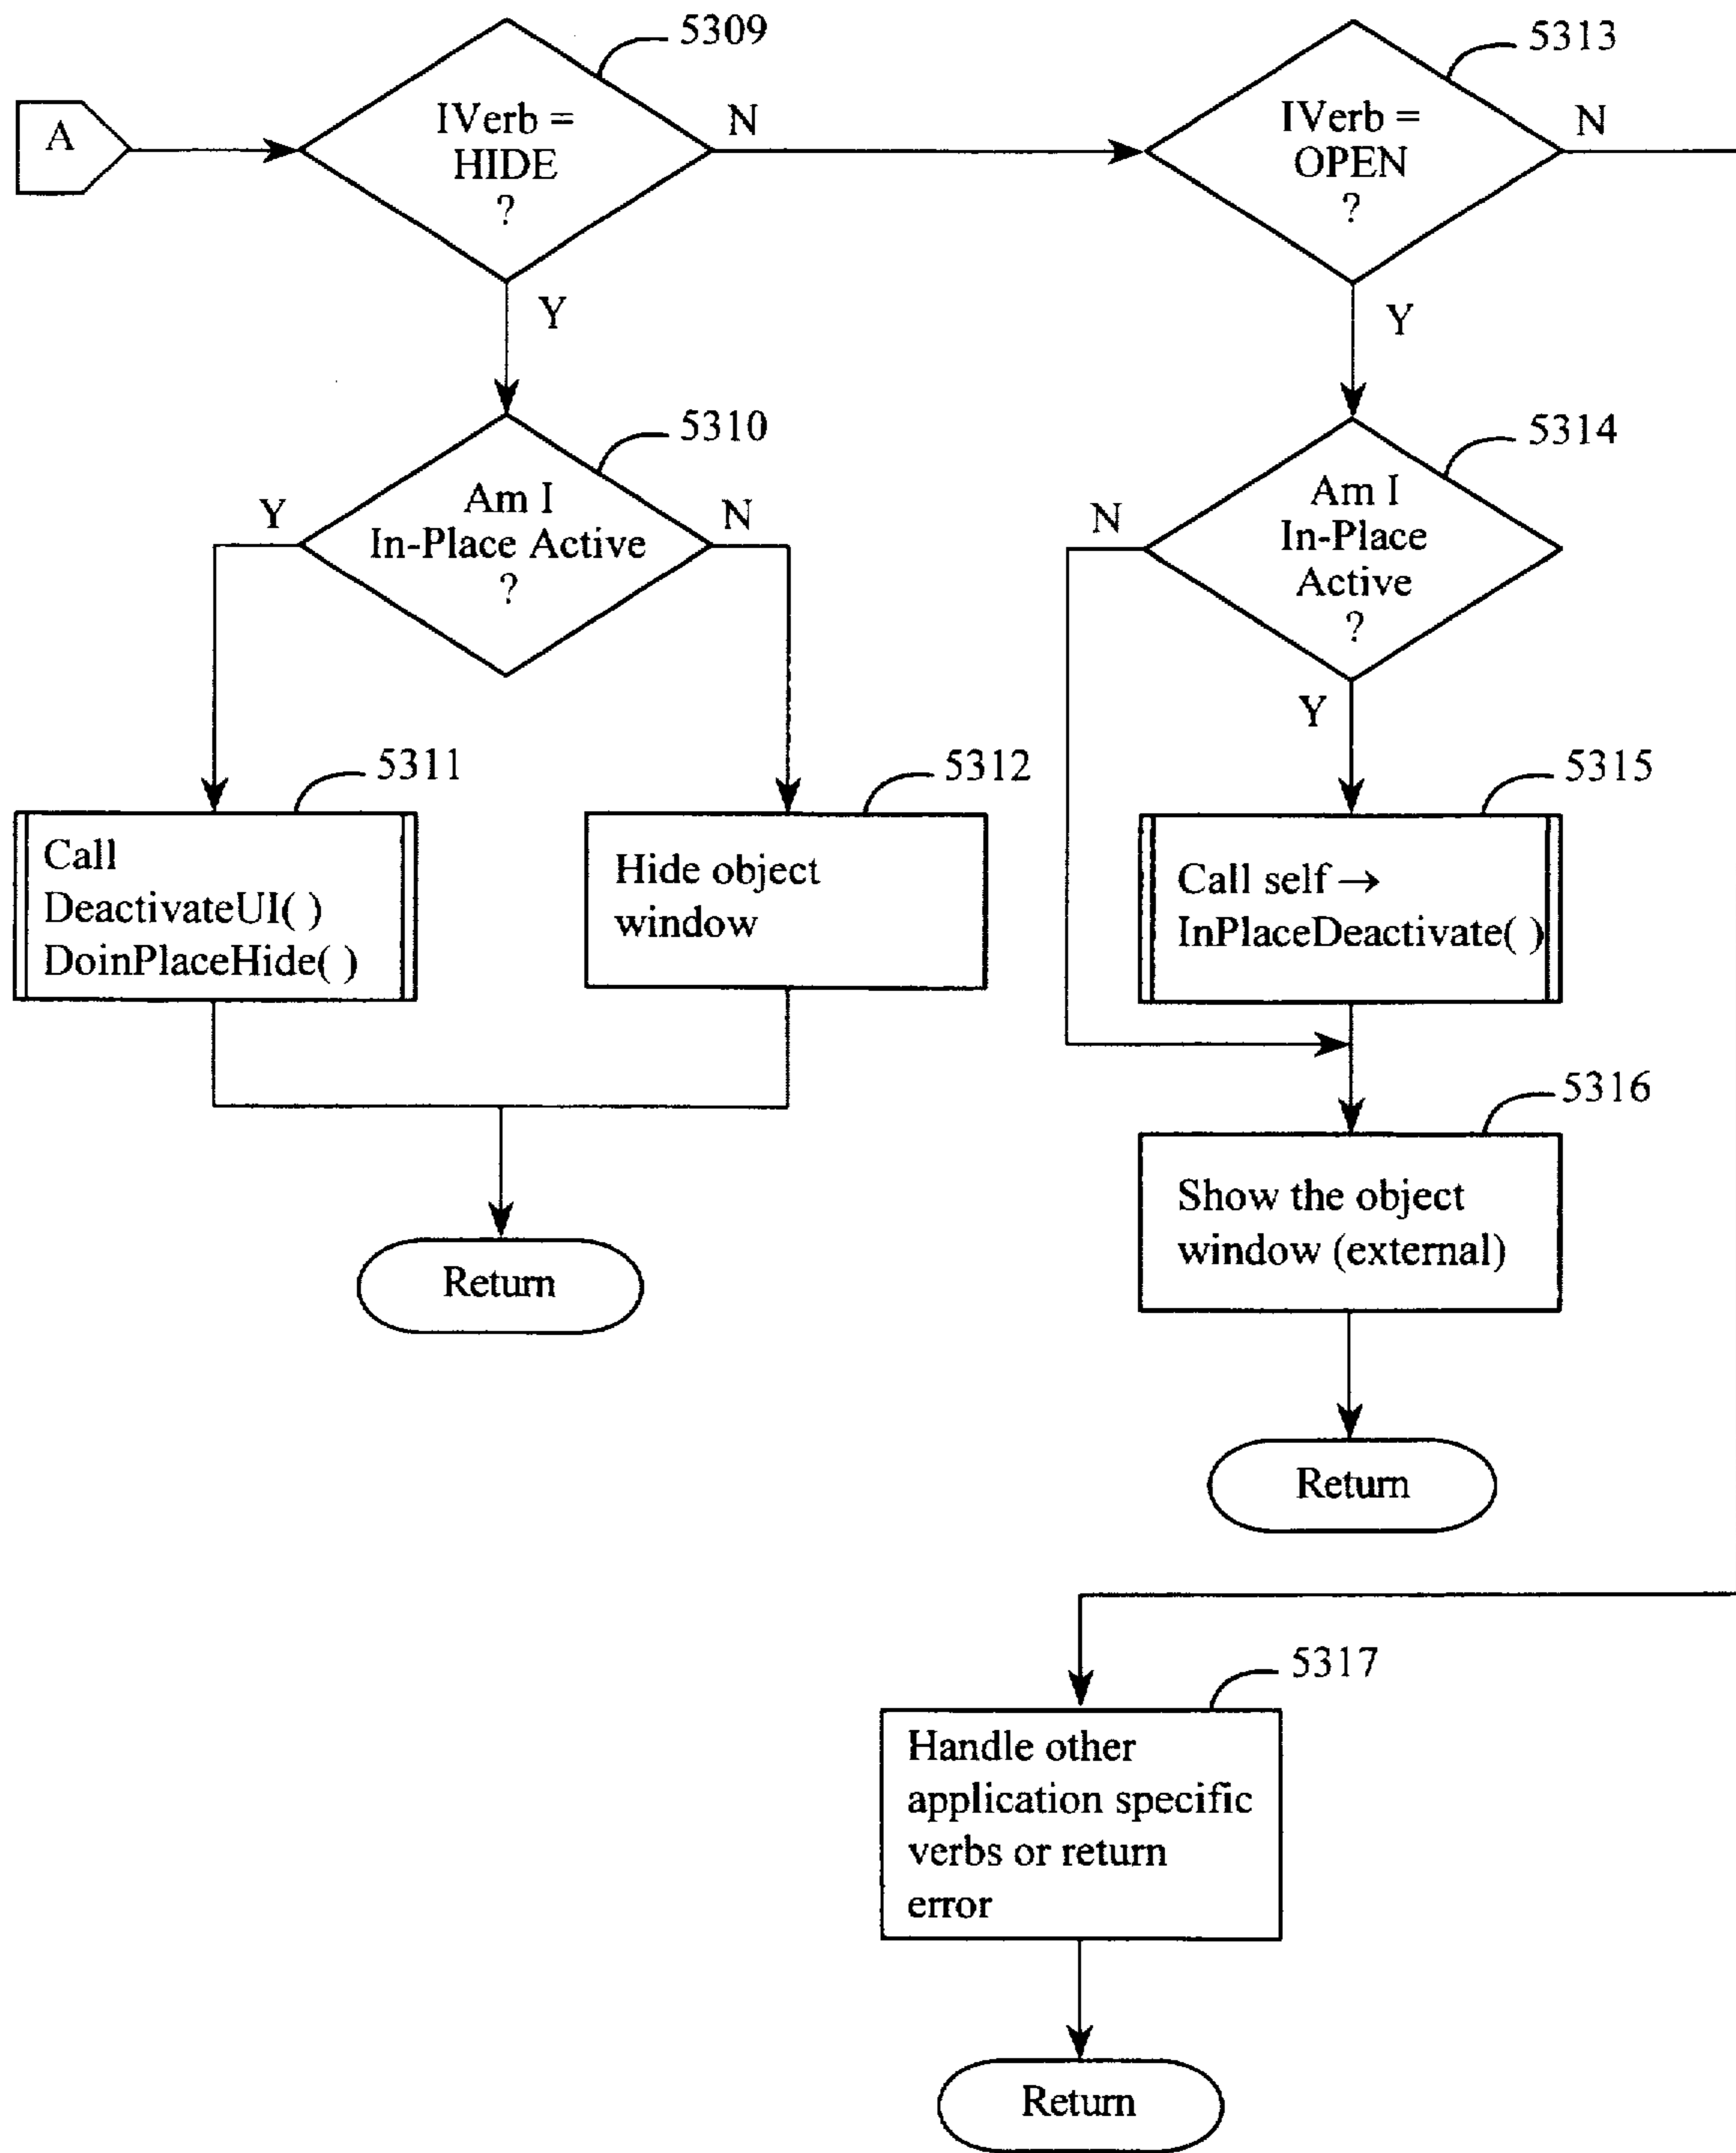 5309
5313
A
IVerb =
HIDE
?
N
IVerb =
OPEN
?
N
Y
Y
5310
5314
Y
Am I
In-Place Active
?
N
N
Am I
In-Place
Active
?
Y
5311
5312
5315
Call
DeactivateUI( )
DoinPlaceHide( )
Hide object
window
Call self →
InPlaceDeactivate( )
5316
Show the object
window (external)
Return
Return
5317
Handle other
application specific
verbs or return
error
Return